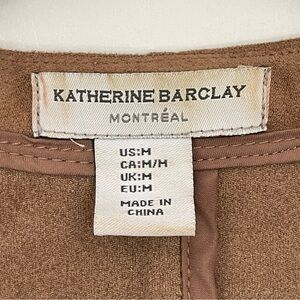 KATHERINE BARCLAY
MONTRÉAL
US:M
CA:M/M
UK:M
EU:M
MADE IN
CHINA